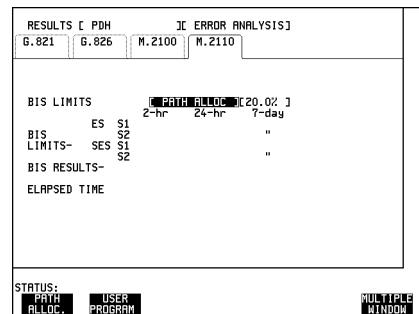 RESULTS [ PDH ][ ERROR ANALYSIS]
G.821 G.826 M.2100 M.2110
BIS LIMITS [ PATH ALLOC ][20.0% ]
2-hr 24-hr 7-day
ES S1
BIS S2 "
LIMITS- SES S1
S2 "
BIS RESULTS-
ELAPSED TIME
STATUS:
PATH ALLOC. USER PROGRAM MULTIPLE WINDOW